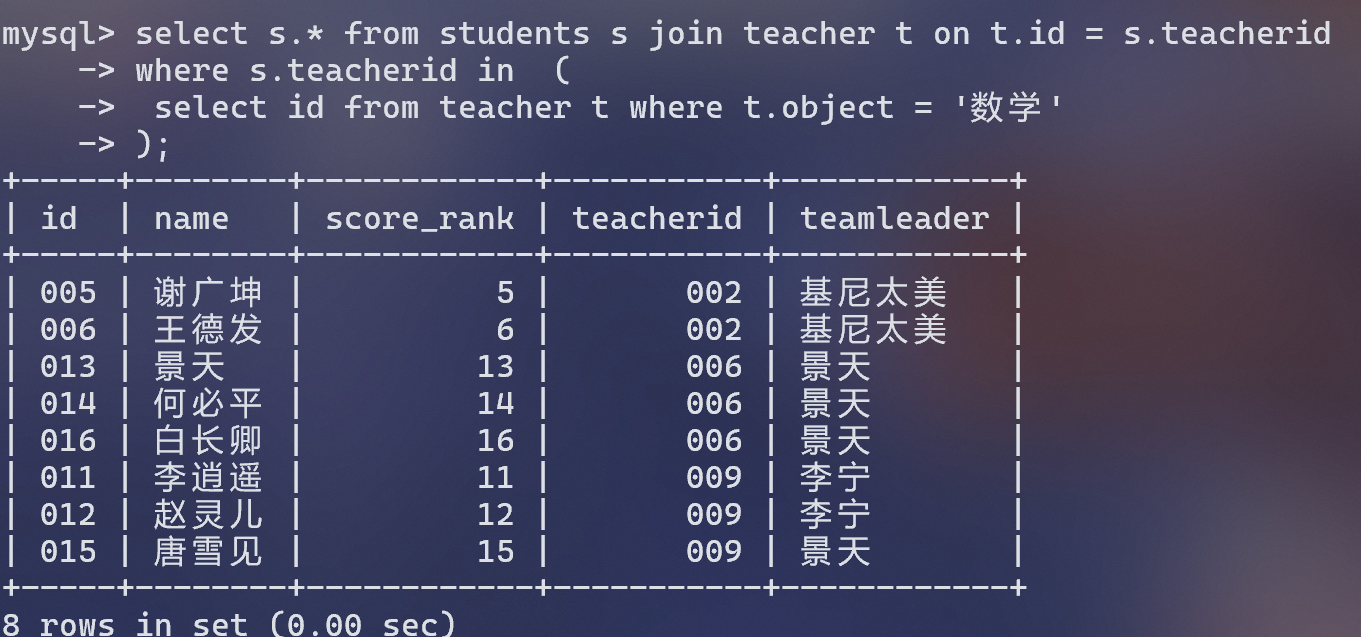 mysql> select s.* from students s join teacher t on t.id = s.teacherid
    -> where s.teacherid in  (
    ->  select id from teacher t where t.object = '数学'
    -> );
+-----+--------+------------+-----------+------------+
| id  | name   | score_rank | teacherid | teamleader |
+-----+--------+------------+-----------+------------+
| 005 | 谢广坤 |          5 |       002 | 基尼太美   |
| 006 | 王德发 |          6 |       002 | 基尼太美   |
| 013 | 景天   |         13 |       006 | 景天       |
| 014 | 何必平 |         14 |       006 | 景天       |
| 016 | 白长卿 |         16 |       006 | 景天       |
| 011 | 李逍遥 |         11 |       009 | 李宁       |
| 012 | 赵灵儿 |         12 |       009 | 李宁       |
| 015 | 唐雪见 |         15 |       009 | 景天       |
+-----+--------+------------+-----------+------------+
8 rows in set (0.00 sec)